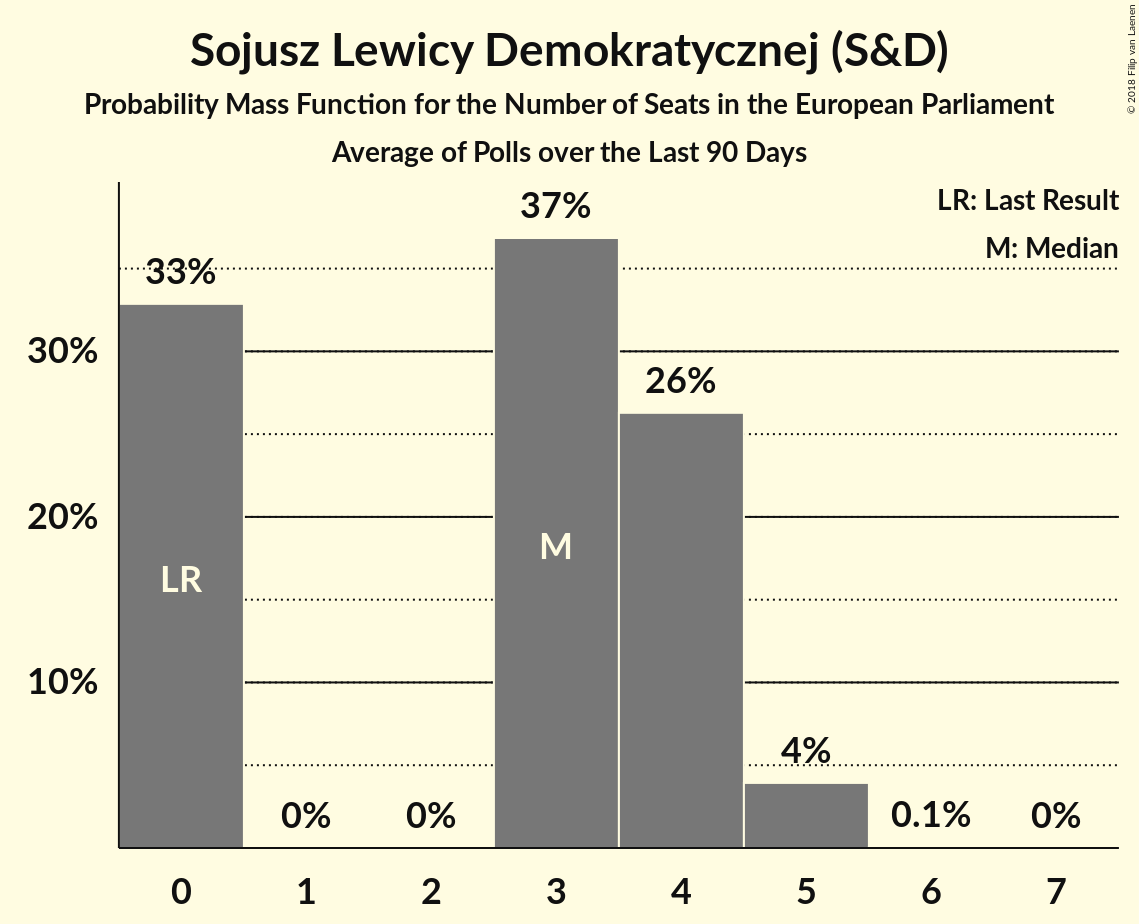 Sojusz Lewicy Demokratycznej (S&D)
Probability Mass Function for the Number of Seats in the European Parliament
Average of Polls over the Last 90 Days
© 2018 Filip van Laenen
LR: Last Result
M: Median
37%
33%
30%
26%
20%
M
LR
10%
4%
0%
0%
0.1%
0%
0 1 2 3 4 5 6 7